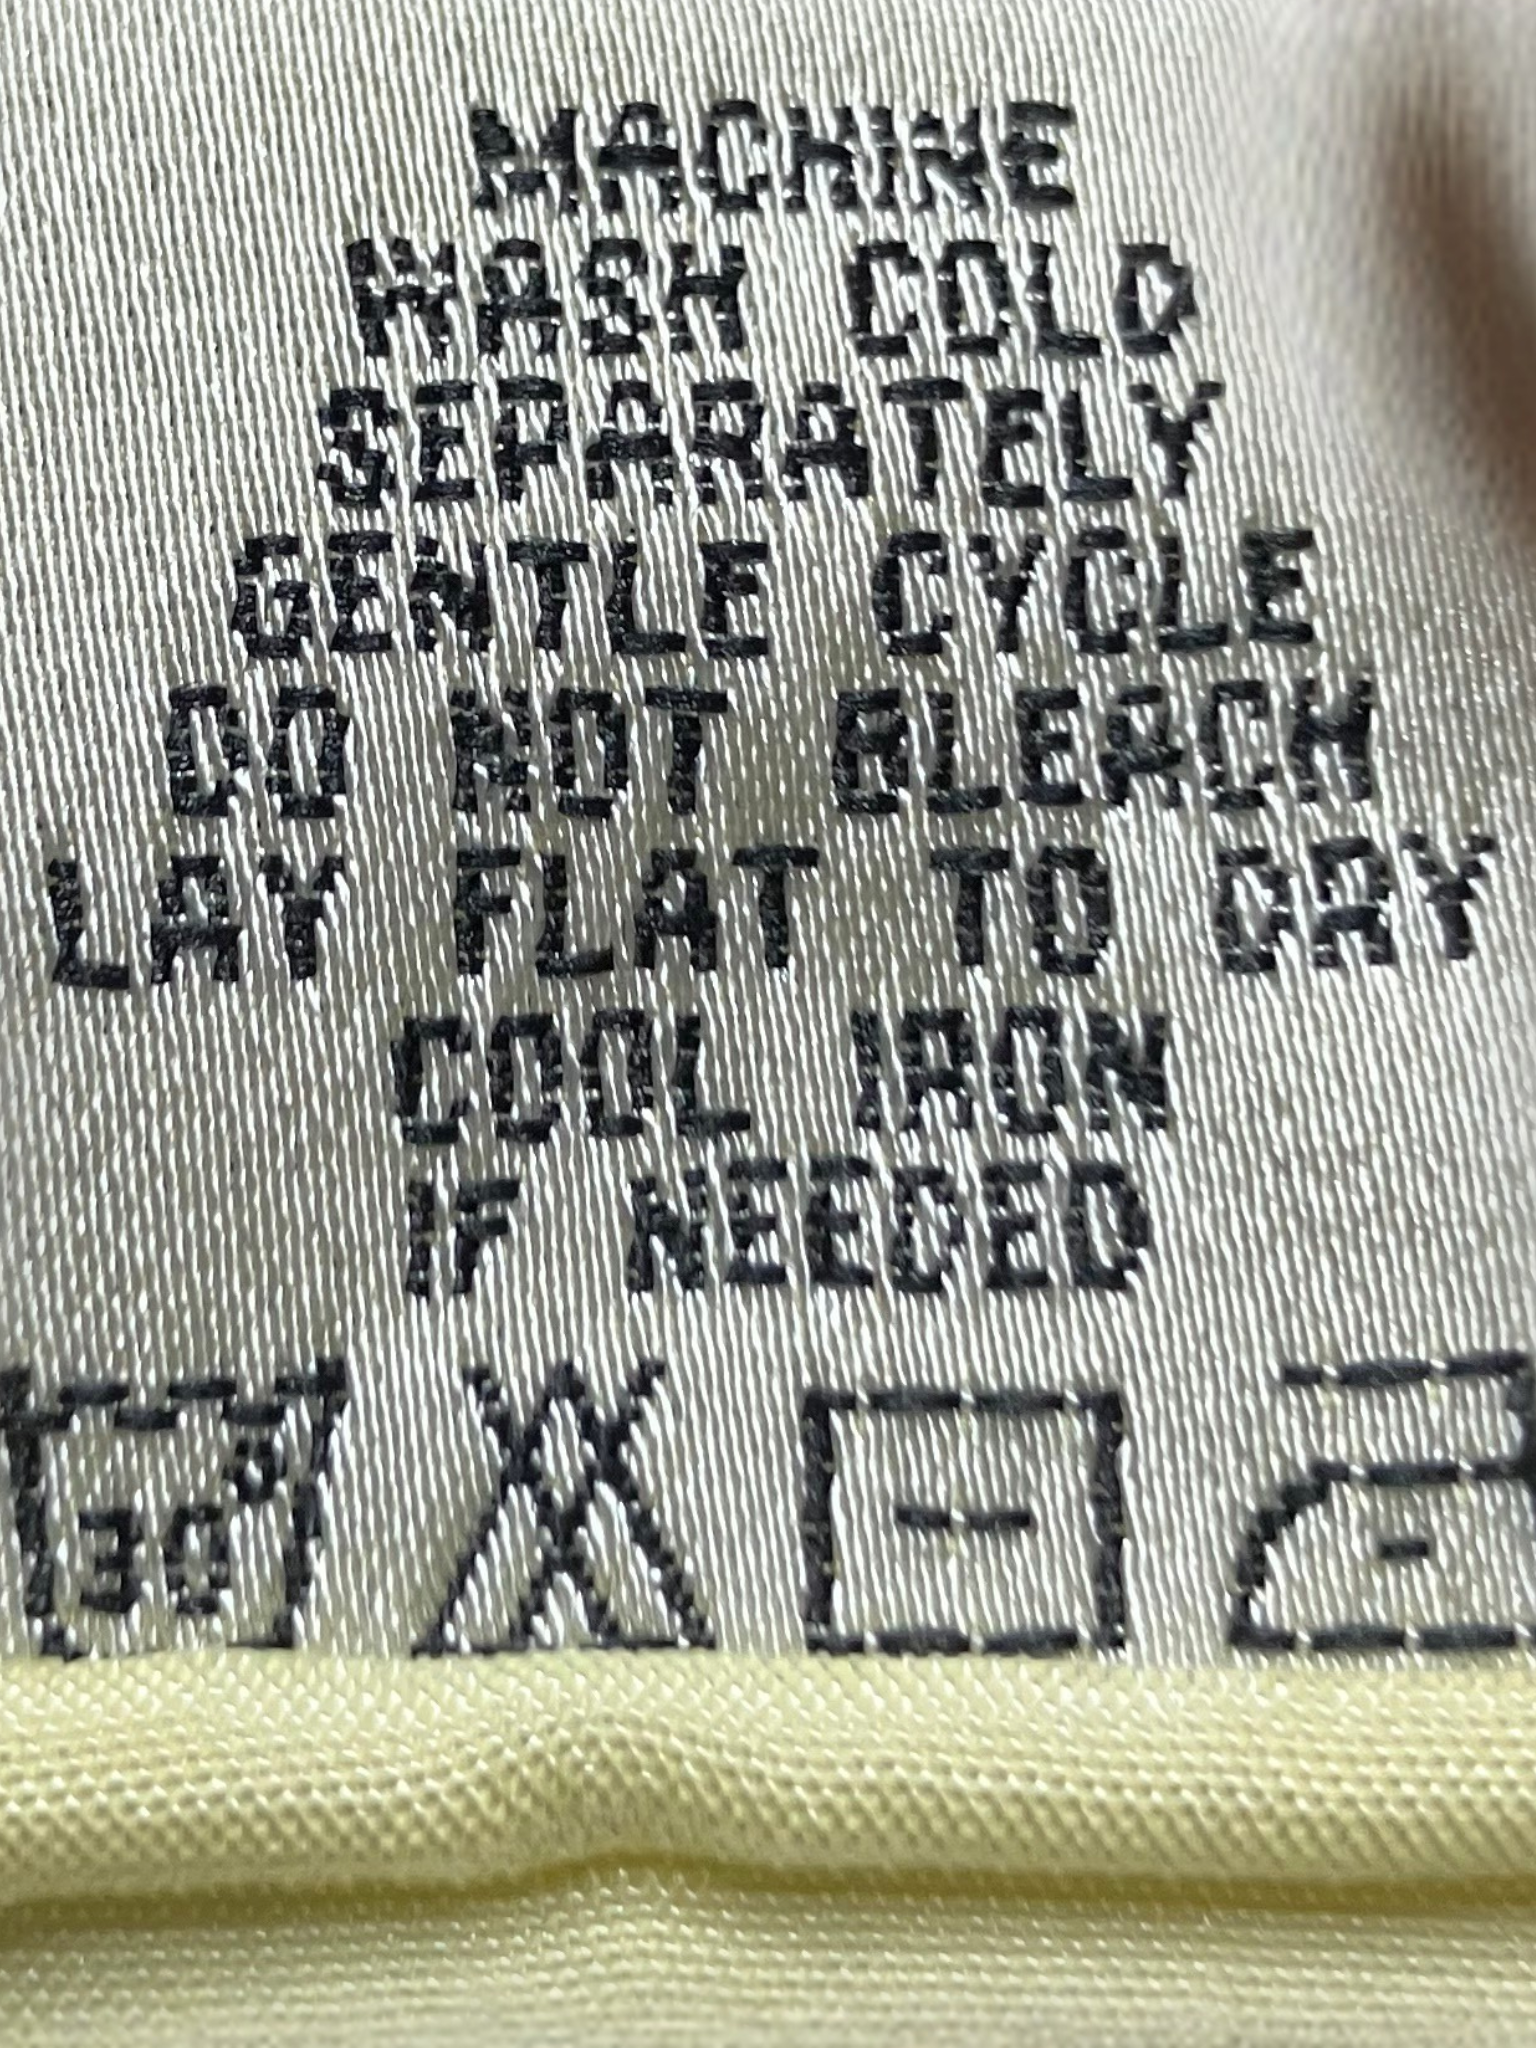 MACHINE
WASH COLD
SEPARATELY
GENTLE CYCLE
DO NOT BLEACH
LAY FLAT TO DRY
COOL IRON
IF NEEDED
30°